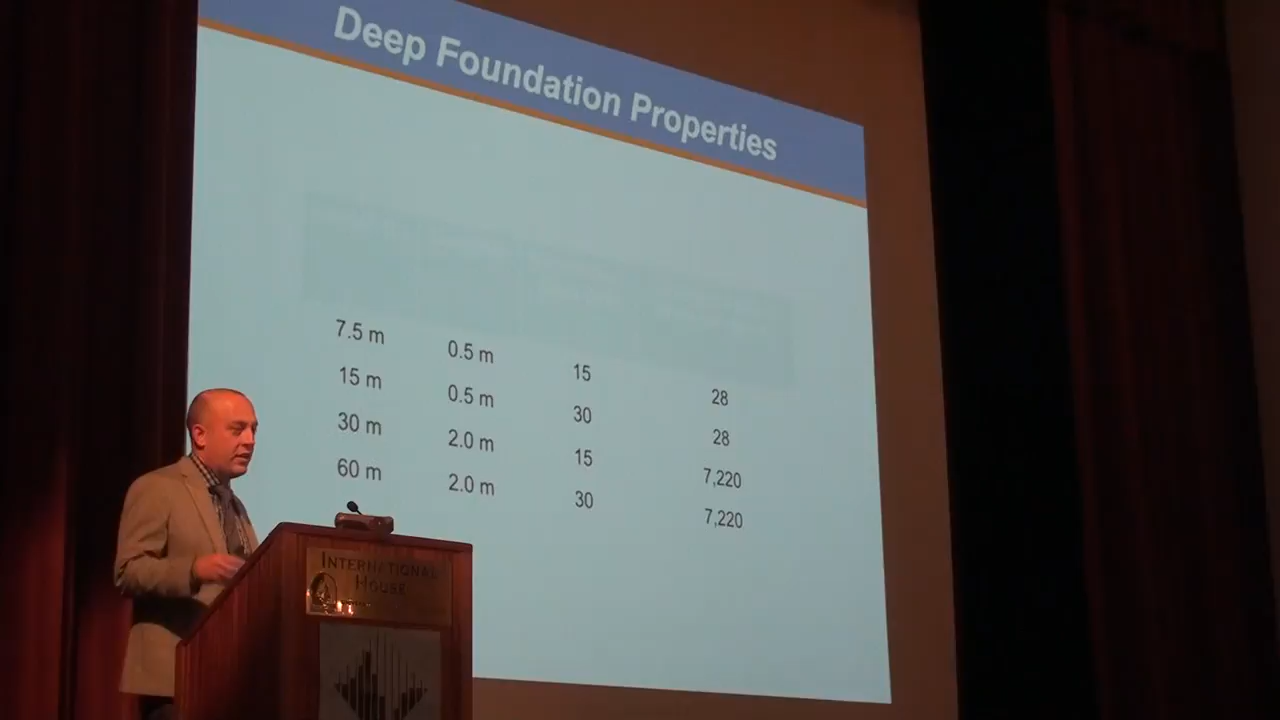 Deep Foundation Properties
7.5 m 0.5 m 15 28
15 m 0.5 m 30 28
30 m 2.0 m 15 7,220
60 m 2.0 m 30 7,220
INTERNATIONAL
HOUSE